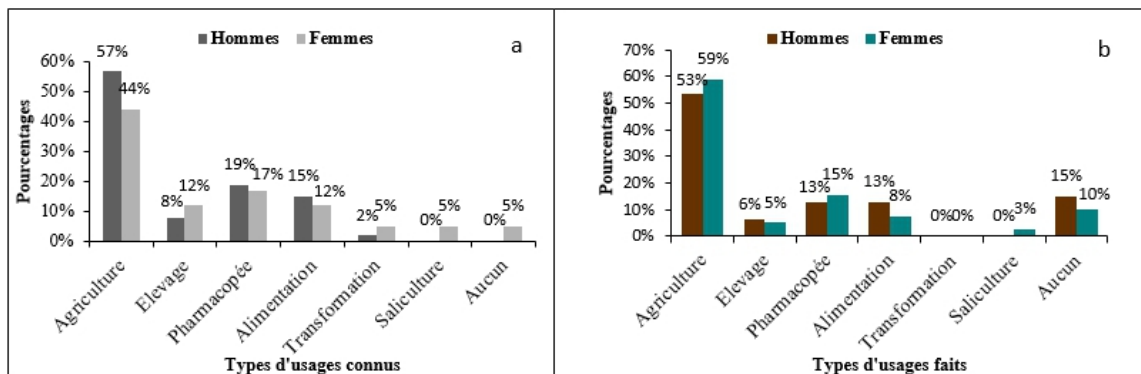 Hommes Femmes
a
57%
44%
8%
12%
19%
17%
15%
12%
2%
5%
0%
5%
0%
5%
60%
50%
40%
30%
20%
10%
0%
Pourcentages
Agriculture
Elevage
Pharmacopée
Alimentation
Transformation
Saliculture
Aucun
Types d'usages connus
Hommes Femmes
b
53%
59%
6%
5%
13%
15%
13%
8%
0%
0%
0%
3%
15%
10%
70%
60%
50%
40%
30%
20%
10%
0%
Pourcentages
Agriculture
Elevage
Pharmacopée
Alimentation
Transformation
Saliculture
Aucun
Types d'usages faits